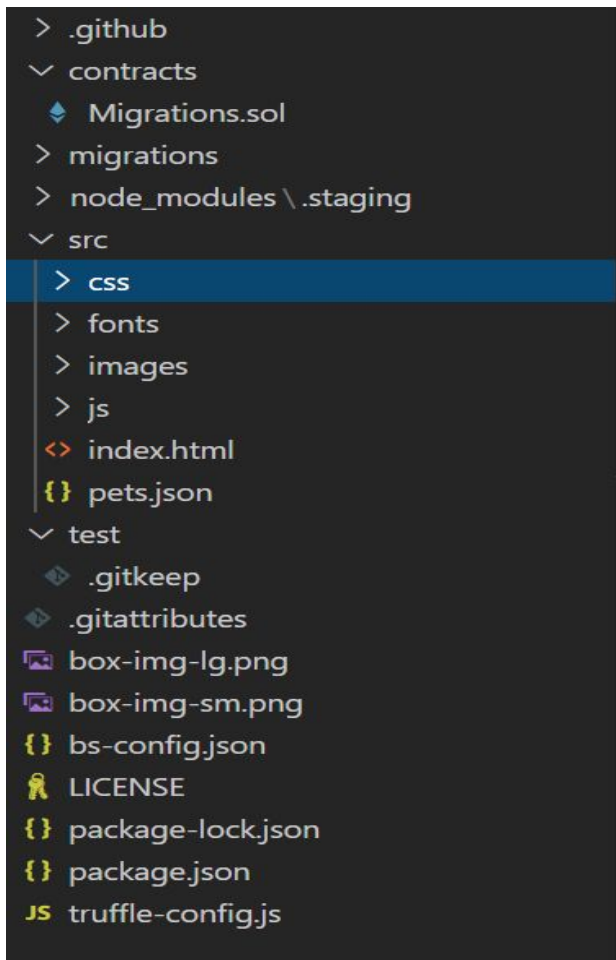 .github
contracts
Migrations.sol
migrations
node_modules \ .staging
src
css
fonts
images
js
index.html
pets.json
test
.gitkeep
.gitattributes
box-img-lg.png
box-img-sm.png
bs-config.json
LICENSE
package-lock.json
package.json
JS truffle-config.js